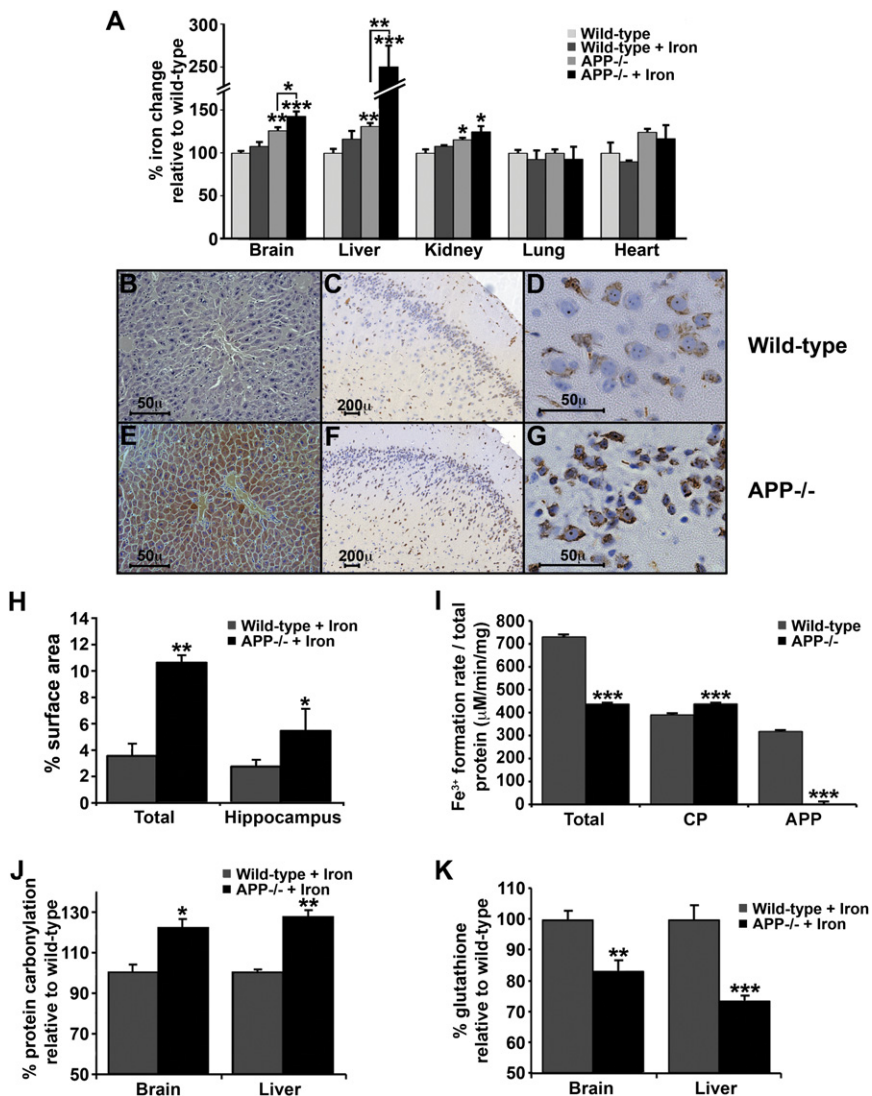 A
Wild-type
Wild-type + Iron
APP-/-
APP-/- + Iron
% iron change
relative to wild-type
300
250
150
100
50
0
*
**
***
**
**
***
*
*
Brain Liver Kidney Lung Heart
B C D
50μ 200μ 50μ
Wild-type
E F G
50μ 200μ 50μ
APP-/-
H
Wild-type + Iron
APP-/- + Iron
% surface area
14
12
10
8
6
4
2
0
**
*
Total Hippocampus
I
Wild-type
APP-/-
Fe³⁺ formation rate / total
protein (μM/min/mg)
800
700
600
500
400
300
200
100
0
***
***
***
Total CP APP
J
Wild-type + Iron
APP-/- + Iron
% protein carbonylation
relative to wild-type
130
110
90
70
50
*
**
Brain Liver
K
Wild-type + Iron
APP-/- + Iron
% glutathione
relative to wild-type
110
100
90
80
70
60
50
**
***
Brain Liver